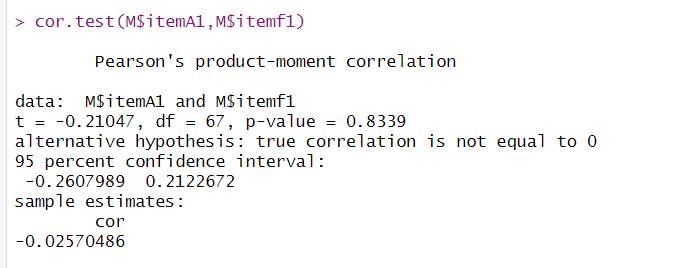 > cor.test(M$itemA1,M$itemf1)
Pearson's product-moment correlation
data:  M$itemA1 and M$itemf1
t = -0.21047, df = 67, p-value = 0.8339
alternative hypothesis: true correlation is not equal to 0
95 percent confidence interval:
 -0.2607989  0.2122672
sample estimates:
cor
-0.02570486